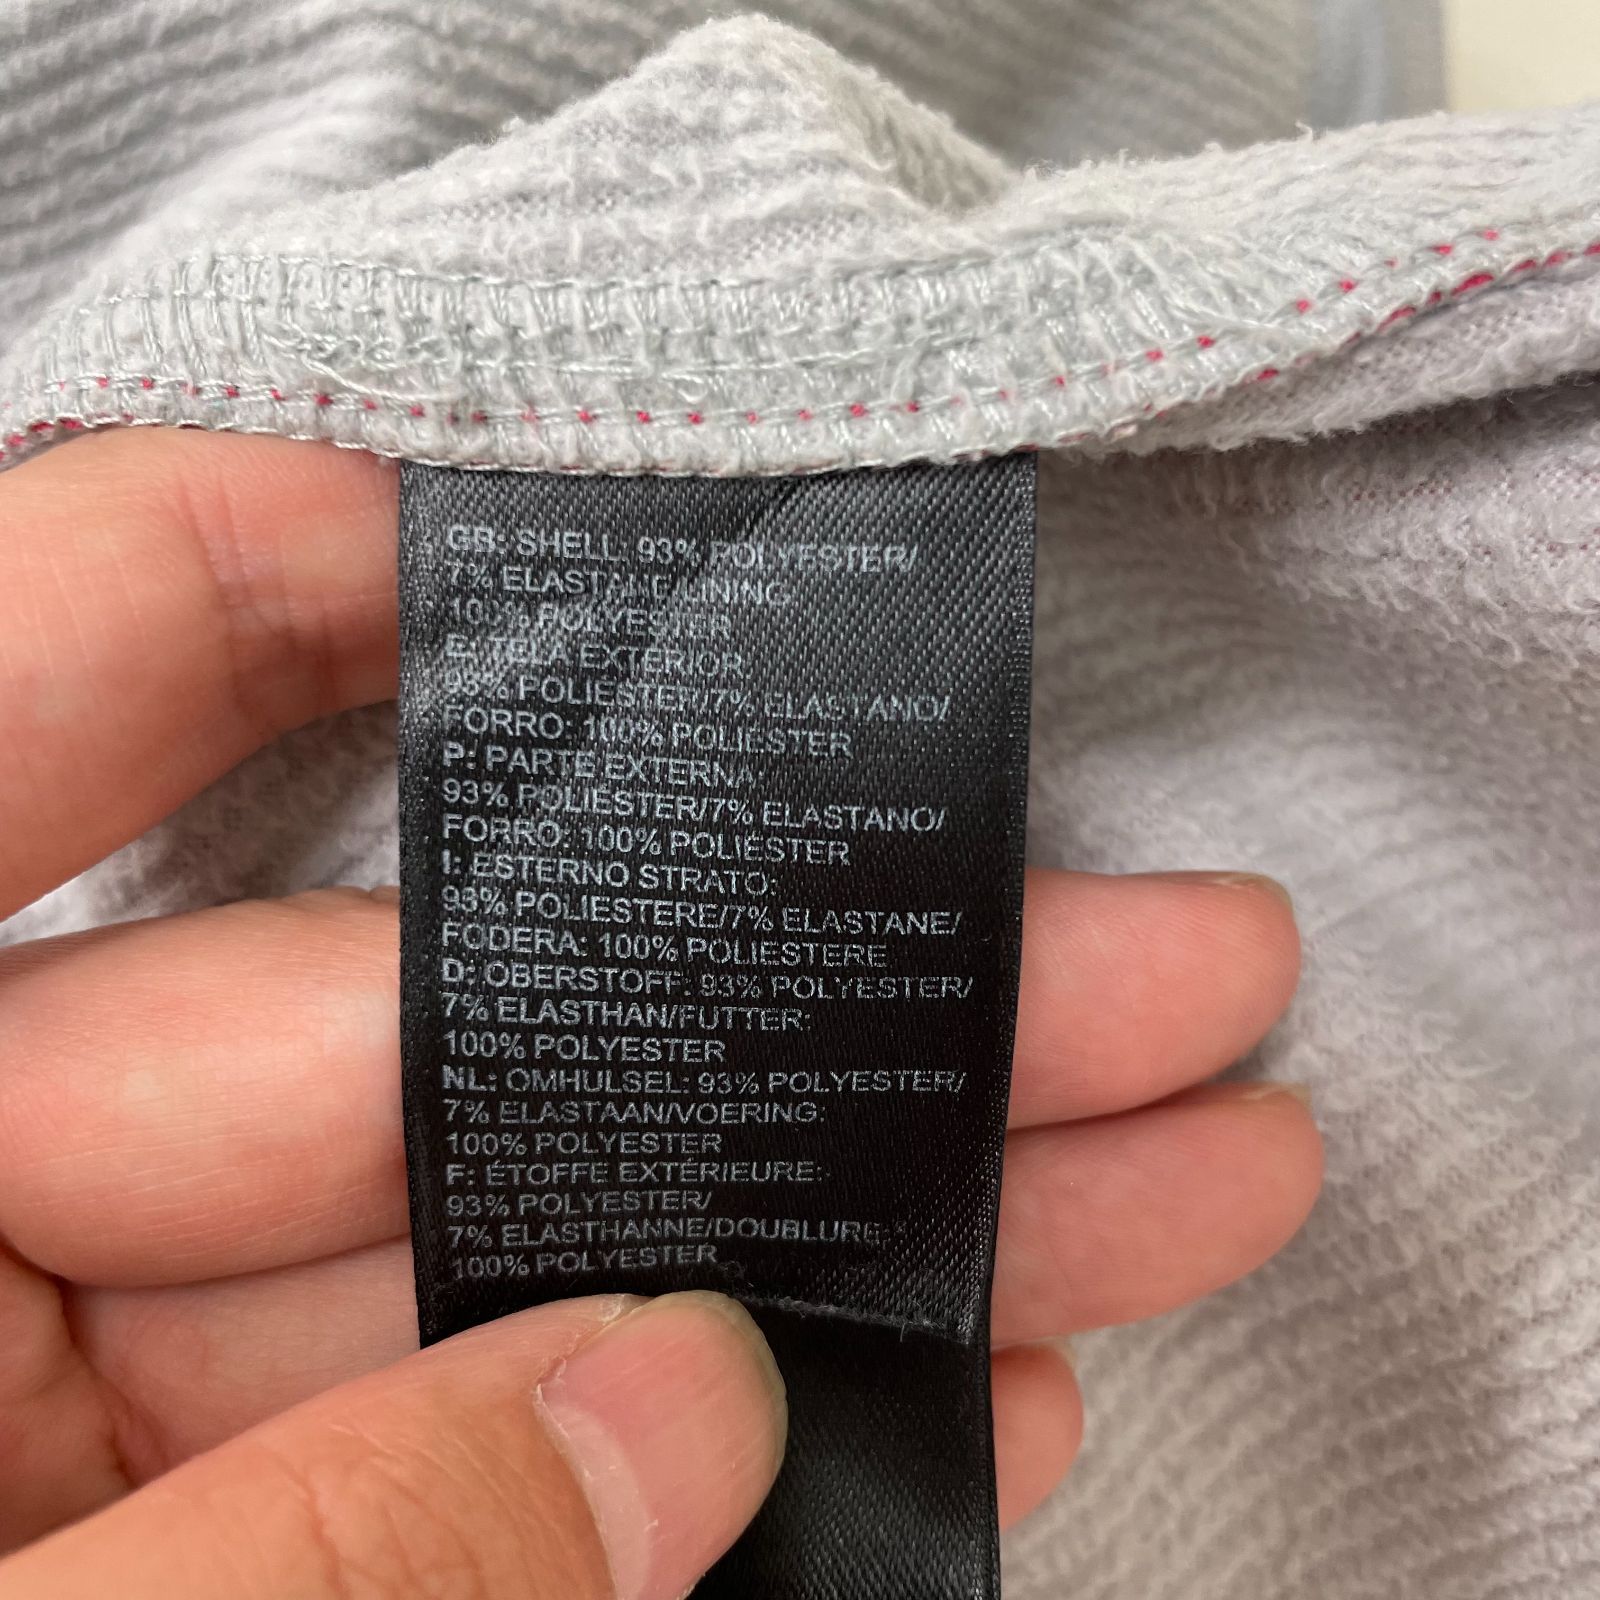 GB: SHELL: 93% POLYESTER/
7% ELASTANE/LINING:
100% POLYESTER
E: TELA EXTERIOR:
93% POLIESTER/7% ELASTANO/
FORRO: 100% POLIESTER
P: PARTE EXTERNA:
93% POLIÉSTER/7% ELASTANO/
FORRO: 100% POLIÉSTER
I: ESTERNO STRATO:
93% POLIESTERE/7% ELASTANE/
FODERA: 100% POLIESTERE
D: OBERSTOFF: 93% POLYESTER/
7% ELASTHAN/FUTTER:
100% POLYESTER
NL: OMHULSEL: 93% POLYESTER/
7% ELASTAAN/VOERING:
100% POLYESTER
F: ÉTOFFE EXTÉRIEURE:
93% POLYESTER/
7% ELASTHANNE/DOUBLURE:
100% POLYESTER